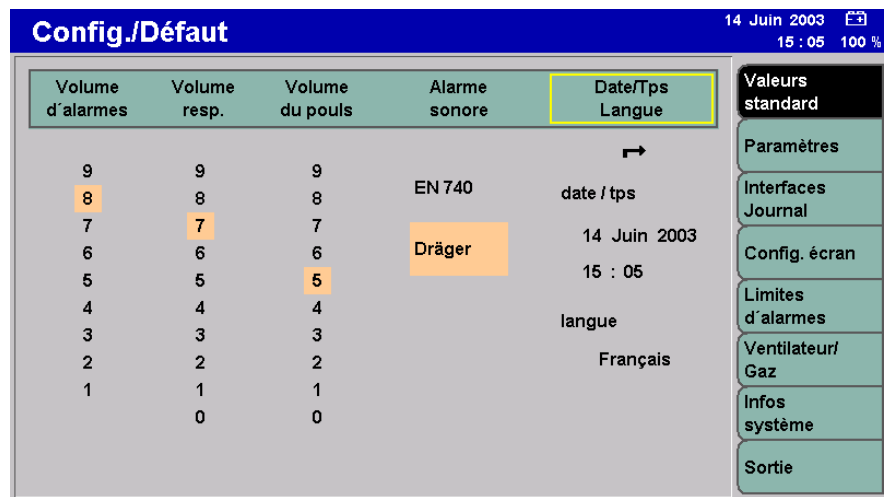 Config./Défaut
14 Juin 2003
15 : 05 100 %
Volume d´alarmes
Volume resp.
Volume du pouls
Alarme sonore
Date/Tps Langue
9 9 9
8 8 8
7 7 7
6 6 6
5 5 5
4 4 4
3 3 3
2 2 2
1 1 1
0 0
EN 740
Dräger
date / tps
14 Juin 2003
15 : 05
langue
Français
Valeurs
standard
Paramètres
Interfaces
Journal
Config. écran
Limites
d´alarmes
Ventilateur/
Gaz
Infos
système
Sortie